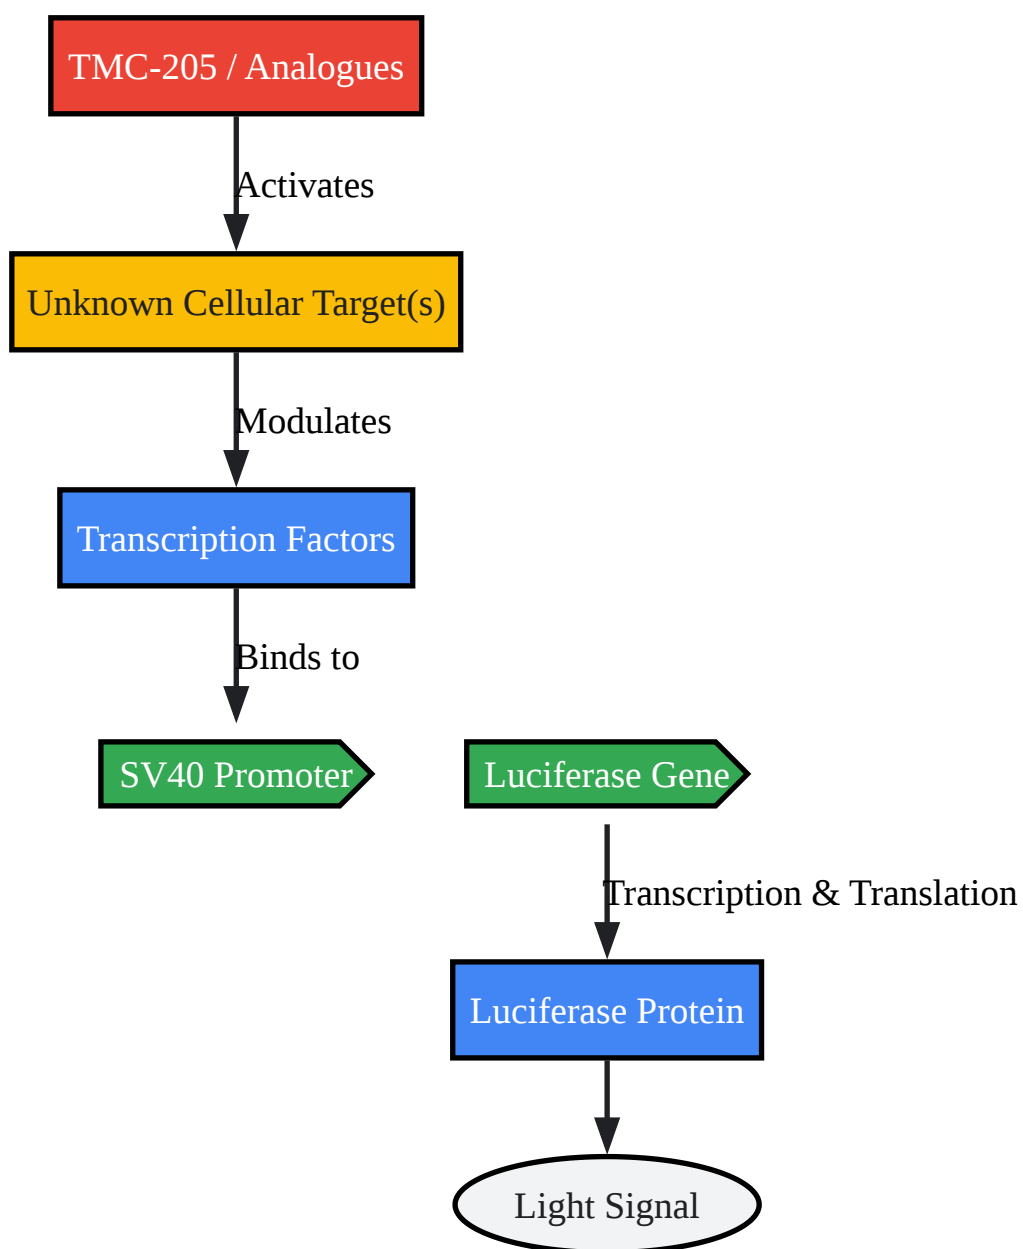 TMC-205 / Analogues
Activates
Unknown Cellular Target(s)
Modulates
Transcription Factors
Binds to
SV40 Promoter
Luciferase Gene
Transcription & Translation
Luciferase Protein
Light Signal